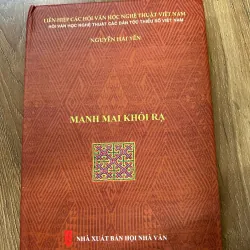 LIÊN HIỆP CÁC HỘI VĂN HỌC NGHỆ THUẬT VIỆT NAM
HỘI VĂN HỌC NGHỆ THUẬT CÁC DÂN TỘC THIỂU SỐ VIỆT NAM
NGUYỄN HẢI YẾN
MẢNH MAI KHÓI RẠ
NHÀ XUẤT BẢN HỘI NHÀ VĂN